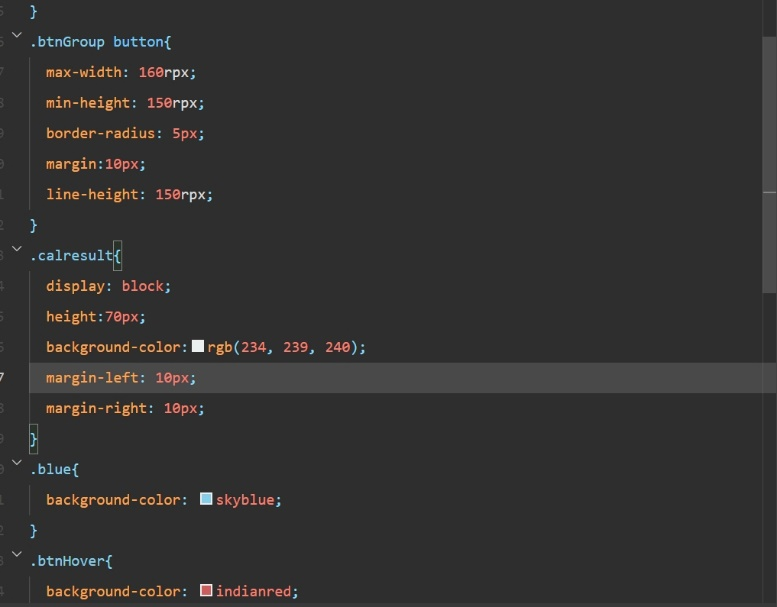 }
.btnGroup button{
max-width: 160rpx;
min-height: 150rpx;
border-radius: 5px;
margin:10px;
line-height: 150rpx;
}
.calresult{
display: block;
height:70px;
background-color: rgb(234, 239, 240);
margin-left: 10px;
margin-right: 10px;
}
.blue{
background-color: skyblue;
}
.btnHover{
background-color: indianred;